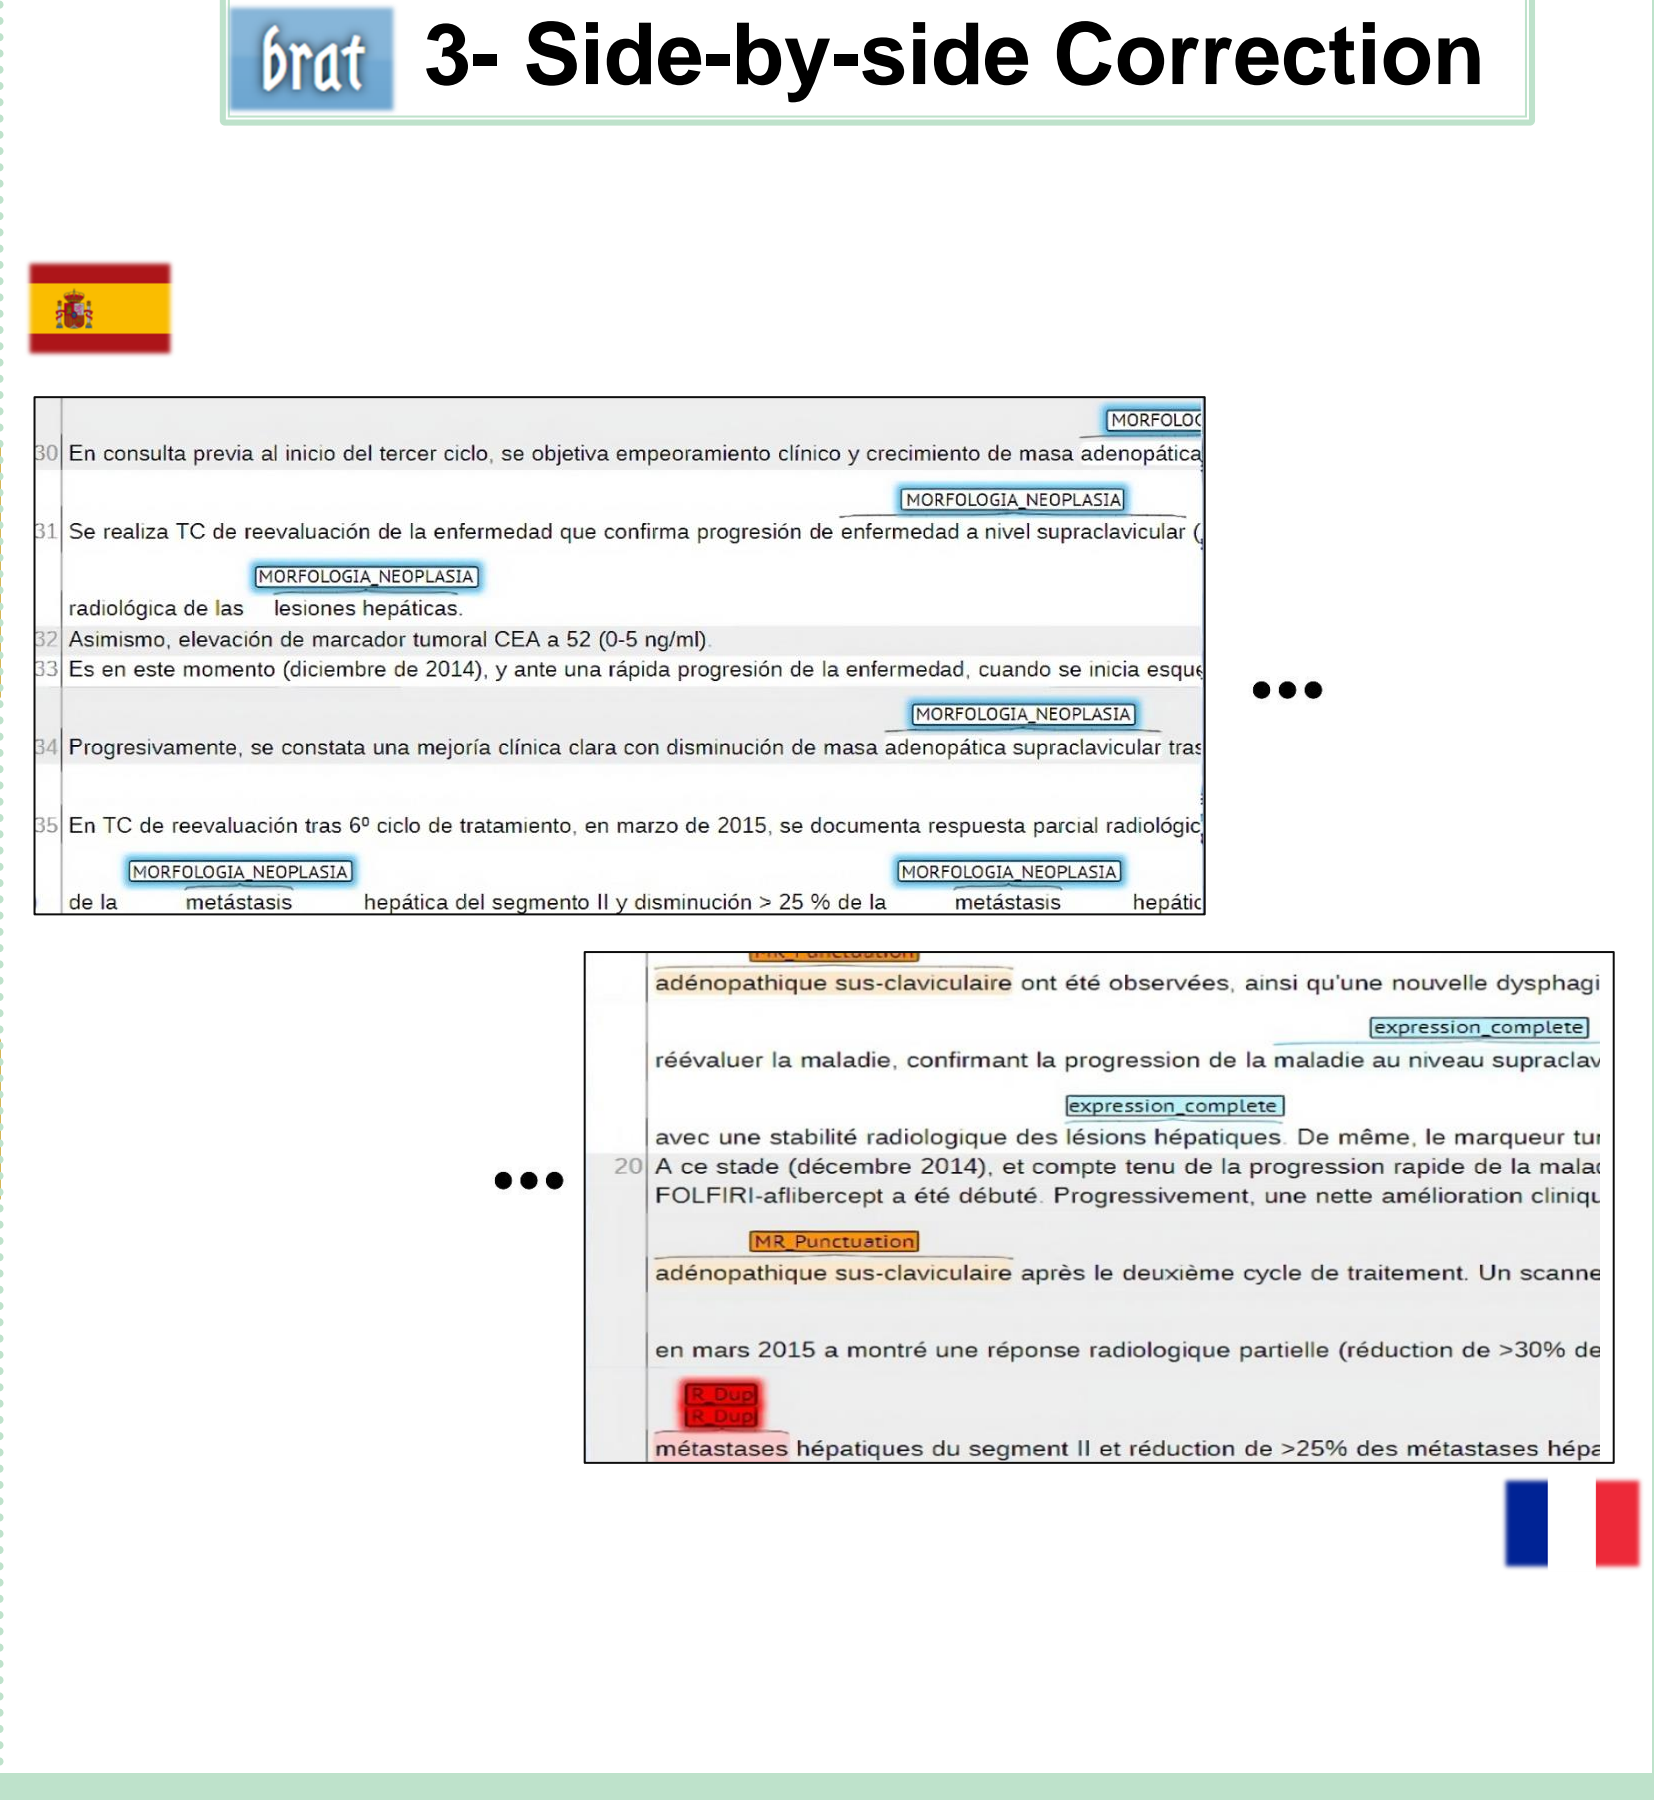 brat 3- Side-by-side Correction
MORFOLOG
30 En consulta previa al inicio del tercer ciclo, se objetiva empeoramiento clínico y crecimiento de masa adenopática
MORFOLOGIA_NEOPLASIA
31 Se realiza TC de reevaluación de la enfermedad que confirma progresión de enfermedad a nivel supraclavicular (
MORFOLOGIA_NEOPLASIA
radiológica de las lesiones hepáticas.
32 Asimismo, elevación de marcador tumoral CEA a 52 (0-5 ng/ml).
33 Es en este momento (diciembre de 2014), y ante una rápida progresión de la enfermedad, cuando se inicia esque
MORFOLOGIA_NEOPLASIA
34 Progresivamente, se constata una mejoría clínica clara con disminución de masa adenopática supraclavicular tras
35 En TC de reevaluación tras 6º ciclo de tratamiento, en marzo de 2015, se documenta respuesta parcial radiológic
MORFOLOGIA_NEOPLASIA MORFOLOGIA_NEOPLASIA
de la metástasis hepática del segmento II y disminución > 25 % de la metástasis hepátic
•••
MR_Punctuation
adénopathique sus-claviculaire ont été observées, ainsi qu'une nouvelle dysphagi
expression_complete
réévaluer la maladie, confirmant la progression de la maladie au niveau supraclav
expression_complete
avec une stabilité radiologique des lésions hépatiques. De même, le marqueur tur
20 A ce stade (décembre 2014), et compte tenu de la progression rapide de la malad
FOLFIRI-aflibercept a été débuté. Progressivement, une nette amélioration cliniqu
•••
MR_Punctuation
adénopathique sus-claviculaire après le deuxième cycle de traitement. Un scanne
en mars 2015 a montré une réponse radiologique partielle (réduction de >30% de
R_Dup
R_Dup
métastases hépatiques du segment II et réduction de >25% des métastases hépa